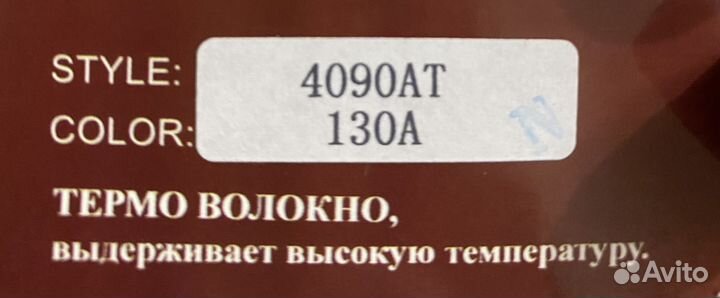 STYLE: 4090AT
COLOR: 130A
N
ТЕРМО ВОЛОКНО,
выдерживает высокую температуру.
Avito